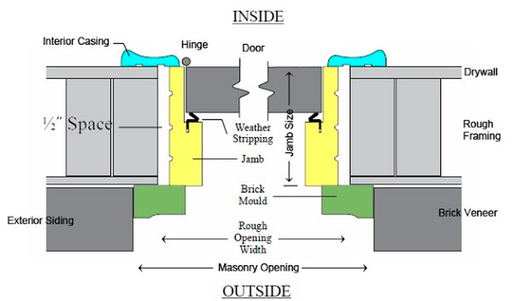 INSIDE
Interior Casing
Hinge
Door
Drywall
½" Space
Weather
Stripping
Jamb Size
Rough
Framing
Jamb
Brick
Mould
Exterior Siding
Brick Veneer
Rough
Opening
Width
Masonry Opening
OUTSIDE